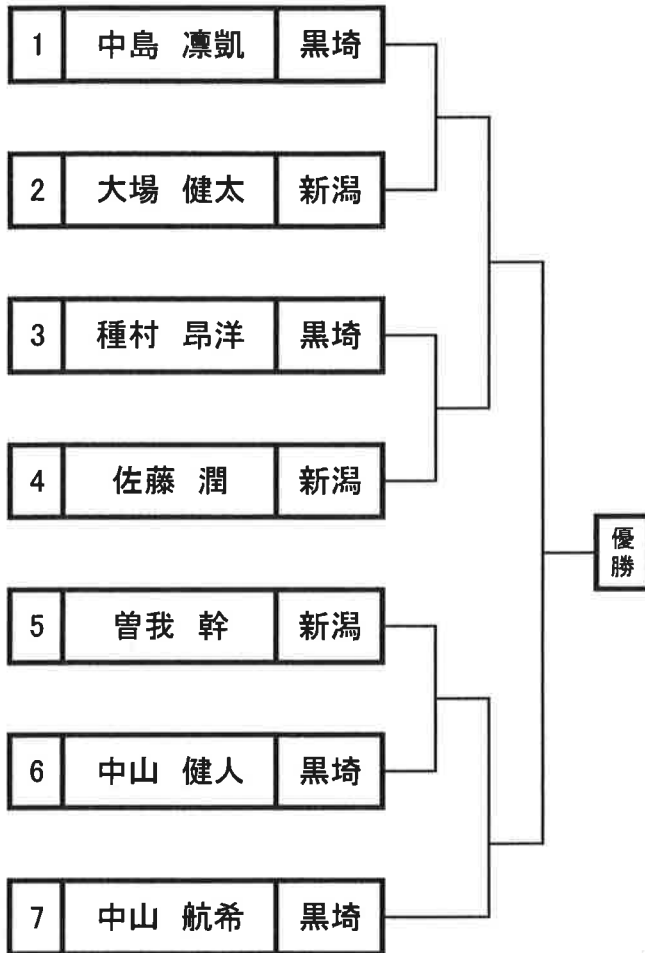 1 中島 凛凱 黒埼
2 大場 健太 新潟
3 種村 昂洋 黒埼
4 佐藤 潤 新潟
優勝
5 曽我 幹 新潟
6 中山 健人 黒埼
7 中山 航希 黒埼